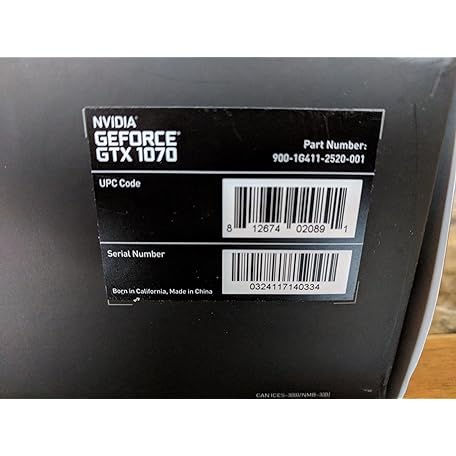 NVIDIA®
GEFORCE®
GTX 1070
Part Number:
900-1G411-2520-001
UPC Code
8 12674 02089 1
Serial Number
0324117140334
Born in California, Made in China
CAN ICES-3(B)/NMB-3(B)